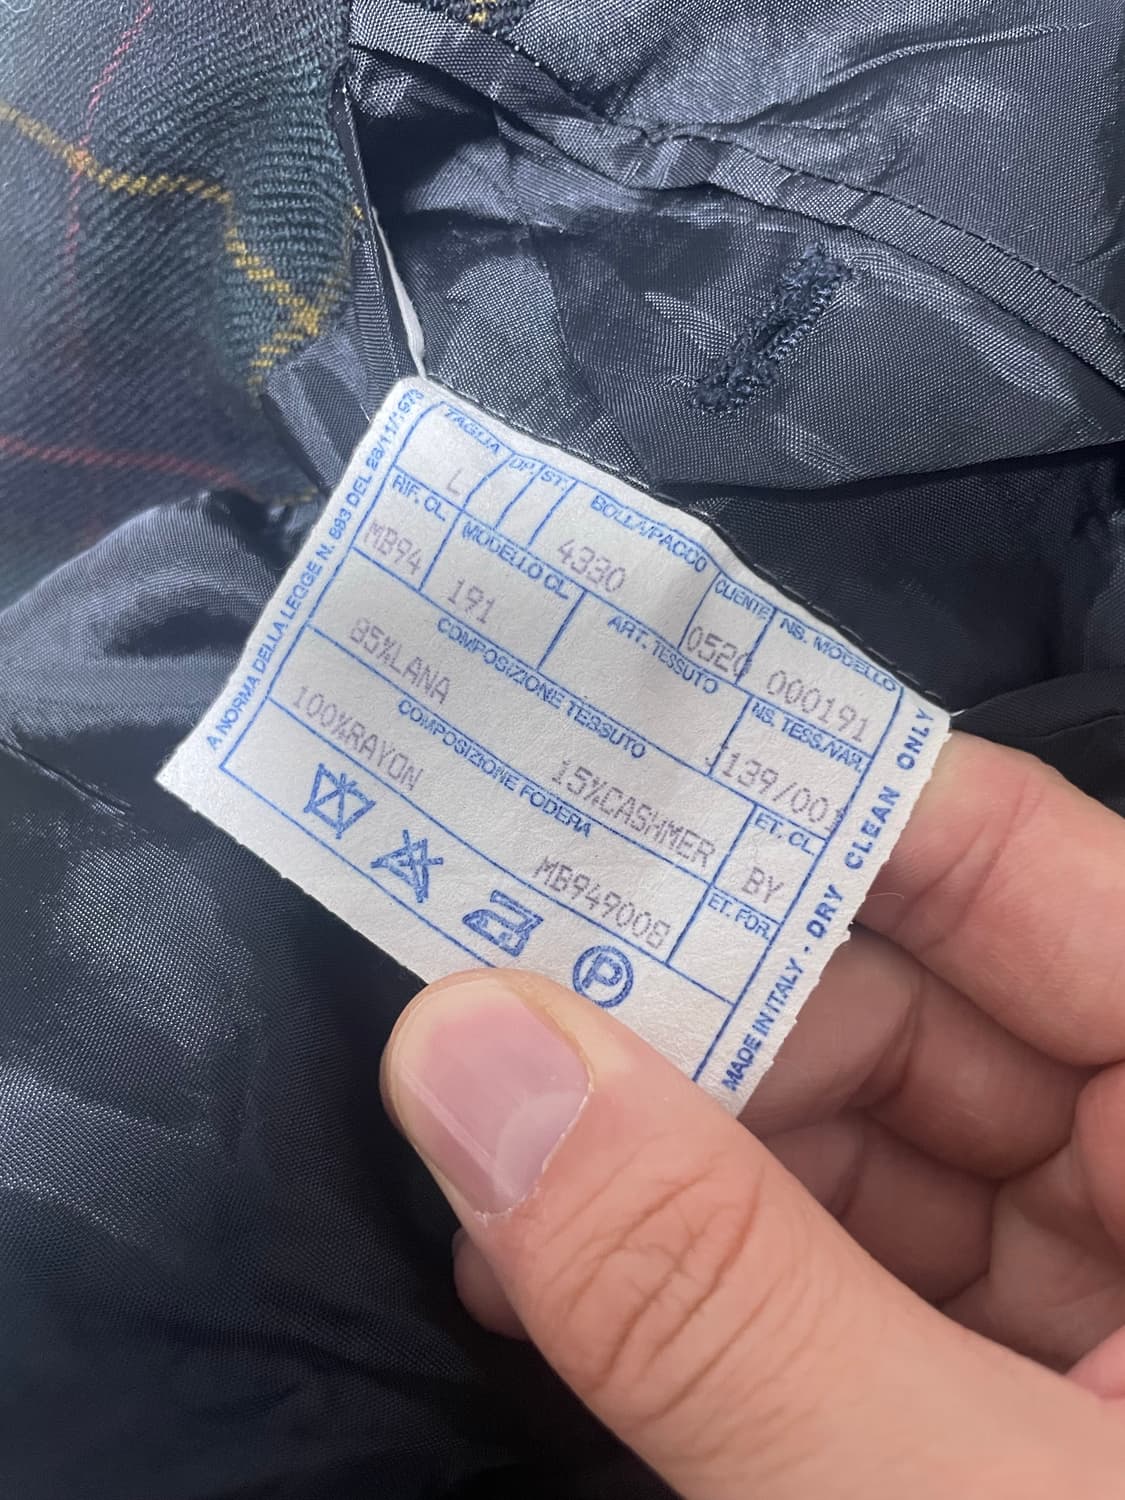 A NORMA DELLA LEGGE N. 883 DEL 26/11/1973
TAGLIA DP. ST. BOLLA/PACCO CLIENTE NS. MODELLO
L 4330 0520 000191
RIF. CL. MODELLO CL. ART. TESSUTO NS. TESS./VAR.
MB94 191 139/001
COMPOSIZIONE TESSUTO ET. CL.
85%LANA 15%CASHMER BY
COMPOSIZIONE FODERA ET. FOR.
100%RAYON MB949008
P
MADE IN ITALY · DRY CLEAN ONLY